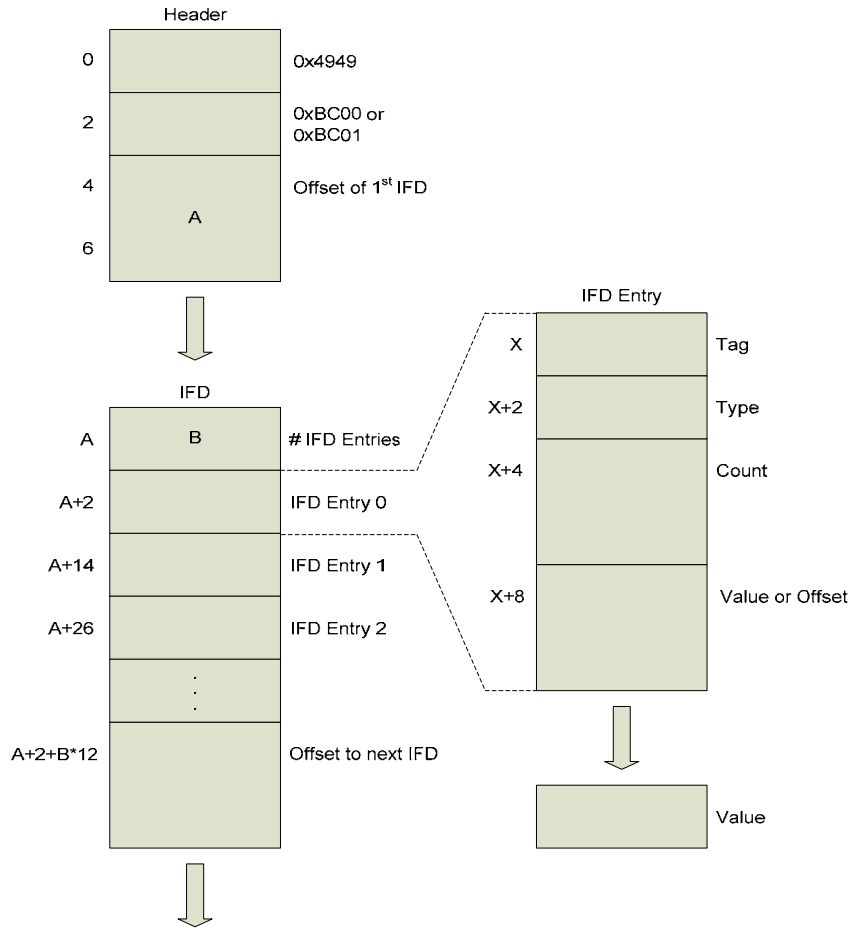 Header
0
0x4949
2
0xBC00 or
0xBC01
4
Offset of 1st IFD
A
6
IFD
A
B
# IFD Entries
A+2
IFD Entry 0
A+14
IFD Entry 1
A+26
IFD Entry 2
.
.
.
A+2+B*12
Offset to next IFD
IFD Entry
X
Tag
X+2
Type
X+4
Count
X+8
Value or Offset
Value